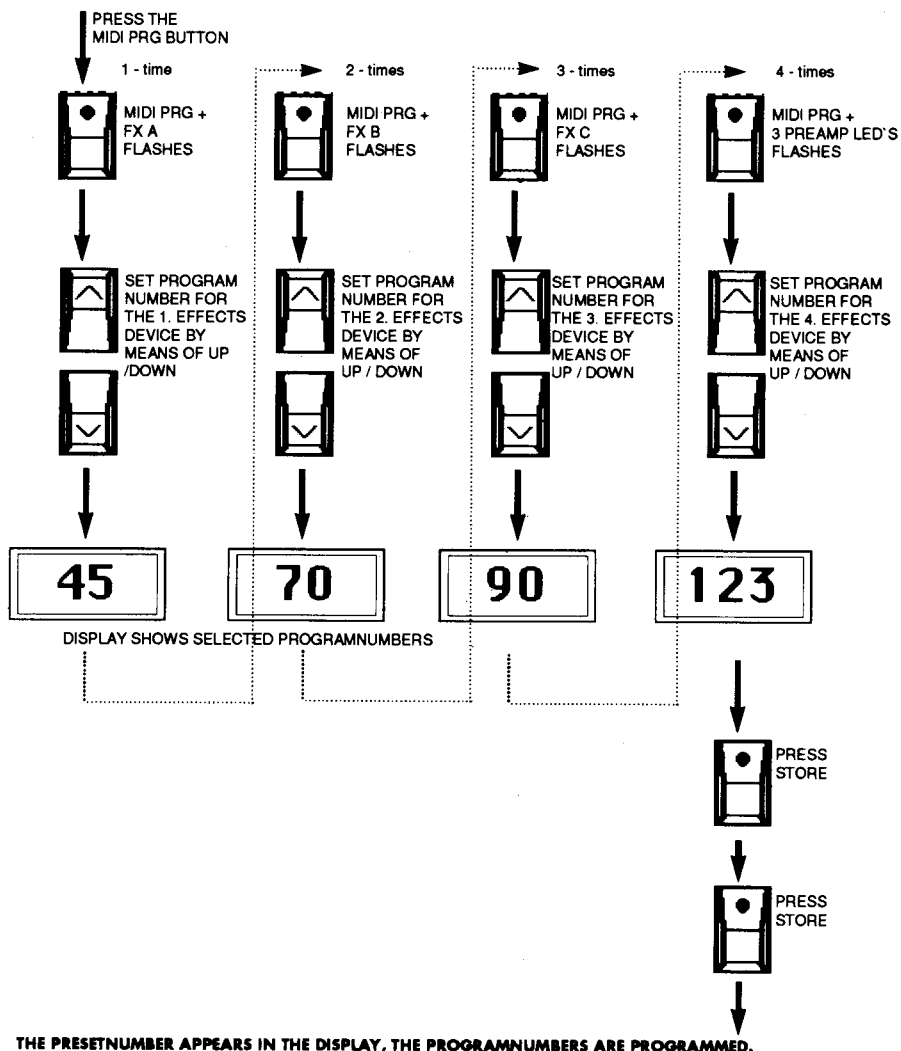 PRESS THE
MIDI PRG BUTTON
1 - time
MIDI PRG +
FX A
FLASHES
SET PROGRAM
NUMBER FOR
THE 1. EFFECTS
DEVICE BY
MEANS OF UP
/DOWN
45
2 - times
MIDI PRG +
FX B
FLASHES
SET PROGRAM
NUMBER FOR
THE 2. EFFECTS
DEVICE BY
MEANS OF
UP / DOWN
70
3 - times
MIDI PRG +
FX C
FLASHES
SET PROGRAM
NUMBER FOR
THE 3. EFFECTS
DEVICE BY
MEANS OF
UP / DOWN
90
4 - times
MIDI PRG +
3 PREAMP LED`S
FLASHES
SET PROGRAM
NUMBER FOR
THE 4. EFFECTS
DEVICE BY
MEANS OF
UP / DOWN
123
DISPLAY SHOWS SELECTED PROGRAMNUMBERS
PRESS
STORE
PRESS
STORE
THE PRESETNUMBER APPEARS IN THE DISPLAY, THE PROGRAMNUMBERS ARE PROGRAMMED.